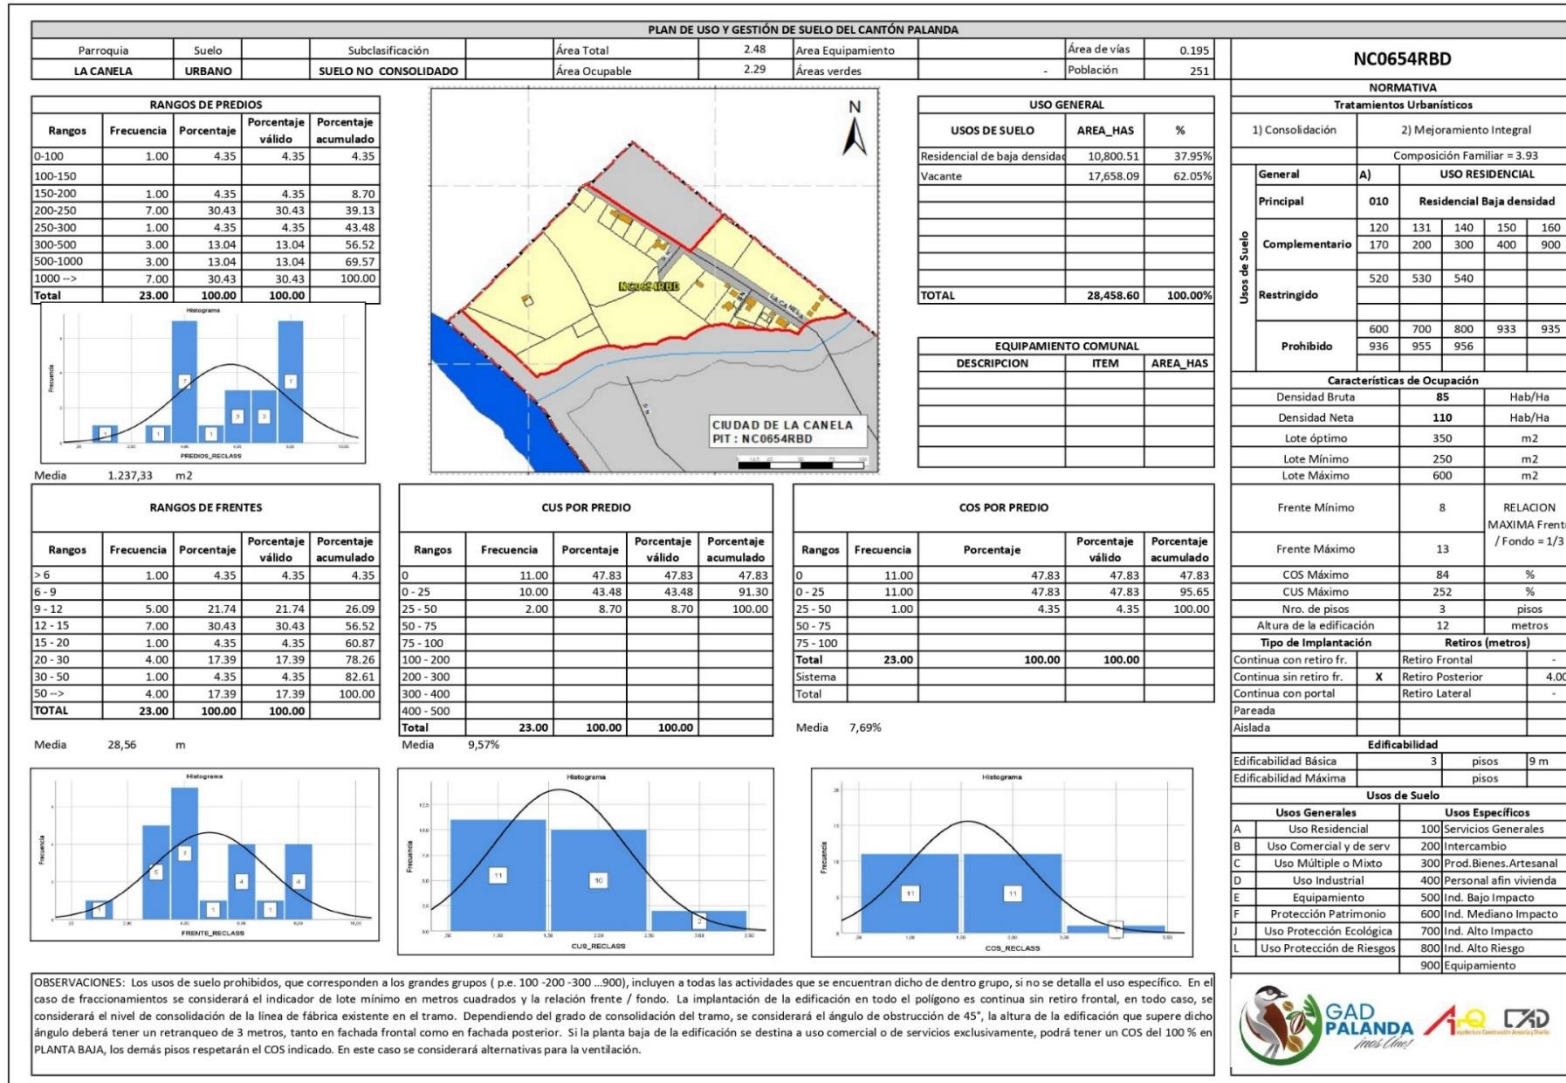 PLAN DE USO Y GESTIÓN DE SUELO DEL CANTÓN PALANDA
Parroquia Suelo Subclasificación Área Total 2.48 Area Equipamiento Área de vías 0.195
LA CANELA URBANO SUELO NO CONSOLIDADO Área Ocupable 2.29 Áreas verdes - Población 251
NC0654RBD
RANGOS DE PREDIOS
Rangos Frecuencia Porcentaje Porcentaje válido Porcentaje acumulado
0-100 1.00 4.35 4.35 4.35
100-150
150-200 1.00 4.35 4.35 8.70
200-250 7.00 30.43 30.43 39.13
250-300 1.00 4.35 4.35 43.48
300-500 3.00 13.04 13.04 56.52
500-1000 3.00 13.04 13.04 69.57
1000 --> 7.00 30.43 30.43 100.00
Total 23.00 100.00 100.00
Histograma
Frecuencia
7 7
3 3
1 1 1
PREDIOS_RECLASS
Media 1.237,33 m2
N
NC0654RBD
LA CANELA
S N
CIUDAD DE LA CANELA
PIT : NC0654RBD
USO GENERAL
USOS DE SUELO AREA_HAS %
Residencial de baja densidad 10,800.51 37.95%
Vacante 17,658.09 62.05%
TOTAL 28,458.60 100.00%
EQUIPAMIENTO COMUNAL
DESCRIPCION ITEM AREA_HAS
RANGOS DE FRENTES
Rangos Frecuencia Porcentaje Porcentaje válido Porcentaje acumulado
> 6 1.00 4.35 4.35 4.35
6 - 9
9 - 12 5.00 21.74 21.74 26.09
12 - 15 7.00 30.43 30.43 56.52
15 - 20 1.00 4.35 4.35 60.87
20 - 30 4.00 17.39 17.39 78.26
30 - 50 1.00 4.35 4.35 82.61
50 --> 4.00 17.39 17.39 100.00
TOTAL 23.00 100.00 100.00
Media 28,56 m
CUS POR PREDIO
Rangos Frecuencia Porcentaje Porcentaje válido Porcentaje acumulado
0 11.00 47.83 47.83 47.83
0 - 25 10.00 43.48 43.48 91.30
25 - 50 2.00 8.70 8.70 100.00
50 - 75
75 - 100
100 - 200
200 - 300
300 - 400
400 - 500
Total 23.00 100.00 100.00
Media 9,57%
COS POR PREDIO
Rangos Frecuencia Porcentaje Porcentaje válido Porcentaje acumulado
0 11.00 47.83 47.83 47.83
0 - 25 11.00 47.83 47.83 95.65
25 - 50 1.00 4.35 4.35 100.00
50 - 75
75 - 100
Total 23.00 100.00 100.00
Sistema
Total
Media 7,69%
Histograma
Frecuencia
7
4 4
1 1
FRENTE_RECLASS
Histograma
Frecuencia
11 10 2
CUS_RECLASS
Histograma
Frecuencia
11 11
COS_RECLASS
NORMATIVA
Tratamientos Urbanísticos
1) Consolidación 2) Mejoramiento Integral
Composición Familiar = 3.93
Usos de Suelo
General A) USO RESIDENCIAL
Principal 010 Residencial Baja densidad
Complementario 120 131 140 150 160
170 200 300 400 900
Restringido 520 530 540
Prohibido 600 700 800 933 935
936 955 956
Características de Ocupación
Densidad Bruta 85 Hab/Ha
Densidad Neta 110 Hab/Ha
Lote óptimo 350 m2
Lote Mínimo 250 m2
Lote Máximo 600 m2
Frente Mínimo 8 RELACION MAXIMA Frente / Fondo = 1/3
Frente Máximo 13
COS Máximo 84 %
CUS Máximo 252 %
Nro. de pisos 3 pisos
Altura de la edificación 12 metros
Tipo de Implantación Retiros (metros)
Continua con retiro fr. Retiro Frontal -
Continua sin retiro fr. X Retiro Posterior 4.00
Continua con portal Retiro Lateral -
Pareada
Aislada
Edificabilidad
Edificabilidad Básica 3 pisos 9 m
Edificabilidad Máxima pisos
Usos de Suelo
Usos Generales Usos Específicos
A Uso Residencial 100 Servicios Generales
B Uso Comercial y de serv 200 Intercambio
C Uso Múltiple o Mixto 300 Prod.Bienes.Artesanal
D Uso Industrial 400 Personal afin vivienda
E Equipamiento 500 Ind. Bajo Impacto
F Protección Patrimonio 600 Ind. Mediano Impacto
J Uso Protección Ecológica 700 Ind. Alto Impacto
L Uso Protección de Riesgos 800 Ind. Alto Riesgo
900 Equipamiento
OBSERVACIONES: Los usos de suelo prohibidos, que corresponden a los grandes grupos ( p.e. 100 -200 -300 ...900), incluyen a todas las actividades que se encuentran dicho de dentro grupo, si no se detalla el uso específico. En el
caso de fraccionamientos se considerará el indicador de lote mínimo en metros cuadrados y la relación frente / fondo. La implantación de la edificación en todo el polígono es continua sin retiro frontal, en todo caso, se
considerará el nivel de consolidación de la línea de fábrica existente en el tramo. Dependiendo del grado de consolidación del tramo, se considerará el ángulo de obstrucción de 45°, la altura de la edificación que supere dicho
ángulo deberá tener un retranqueo de 3 metros, tanto en fachada frontal como en fachada posterior. Si la planta baja de la edificación se destina a uso comercial o de servicios exclusivamente, podrá tener un COS del 100 % en
PLANTA BAJA, los demás pisos respetarán el COS indicado. En este caso se considerará alternativas para la ventilación.
GAD
PALANDA